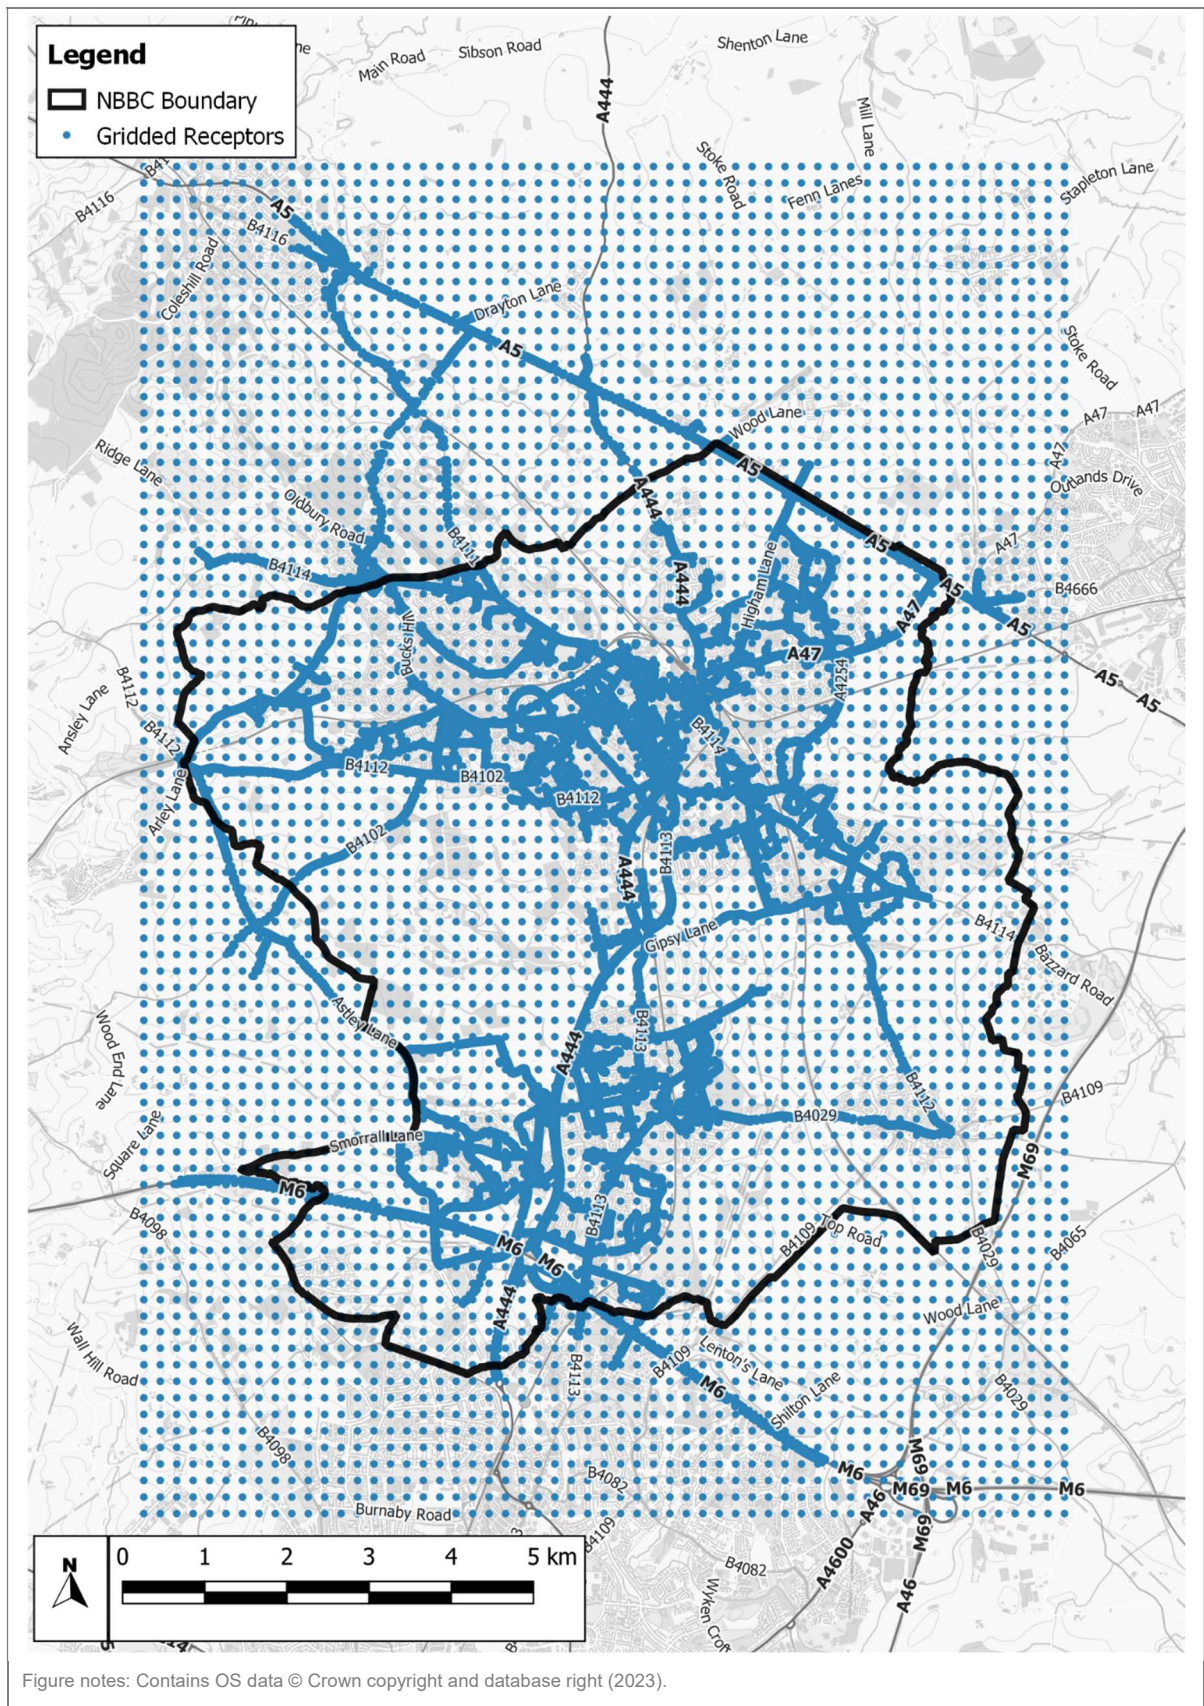 Legend
NBBC Boundary
Gridded Receptors
Main Road
Sibson Road
Shenton Lane
A444
Mill Lane
Stoke Road
Fenn Lanes
Stapleton Lane
B4116
A5
B4116
Coleshill Road
Drayton Lane
A5
Stoke Road
A47
A47
Wood Lane
A5
A47
Ridge Lane
Outlands Drive
Oldbury Road
A444
A5
A47
B4111
B4114
A444
Higham Lane
A5
B4666
A47
A5
Bucks Hill
A47
A4254
A5
A5
B4112
Ansley Lane
B4112
B4114
B4112
B4102
B4112
Arley Lane
B4102
B4113
A444
Gipsy Lane
B4114
Bazzard Road
Astley Lane
B4113
A444
Wood End Lane
B4112
B4109
B4029
Square Lane
Smorrall Lane
M69
M6
B4098
B4113
B4109
Top Road
B4029
B4065
M6
M6
A444
Wood Lane
Wall Hill Road
Lenton's Lane
B4109
B4113
M6
Shilton Lane
B4029
B4098
M69
M6
B4082
M69
M6
M6
A46
Burnaby Road
B4109
M69
A4600
B4082
A46
Wyken Croft
N
0 1 2 3 4 5 km
Figure notes: Contains OS data © Crown copyright and database right (2023).